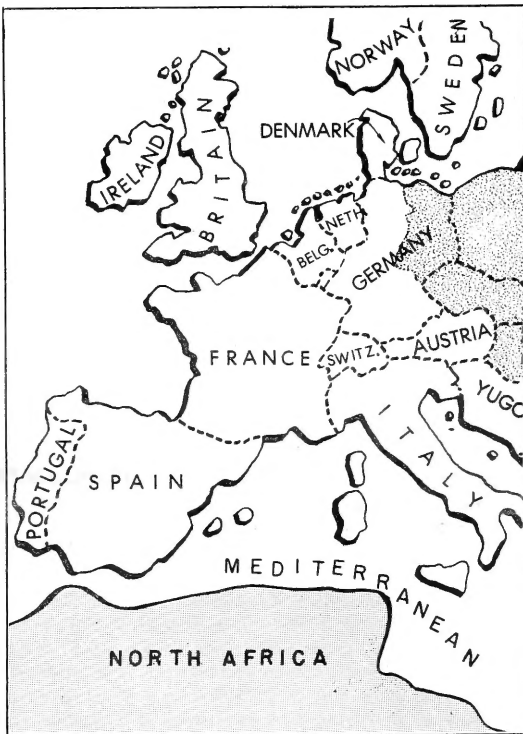 NORWAY
SWEDEN
DENMARK
IRELAND
BRITAIN
NETH.
BELG.
GERMANY
FRANCE
SWITZ.
AUSTRIA
YUGO
ITALY
PORTUGAL
SPAIN
MEDITERRANEAN
NORTH AFRICA